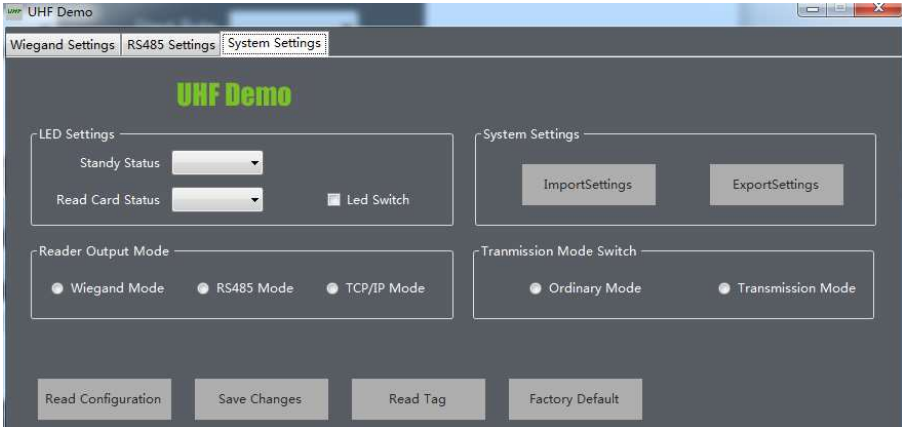 UHF UHF Demo
Wiegand Settings RS485 Settings System Settings
UHF Demo
LED Settings
Standy Status
Read Card Status
Led Switch
System Settings
ImportSettings ExportSettings
Reader Output Mode
Wiegand Mode RS485 Mode TCP/IP Mode
Tranmission Mode Switch
Ordinary Mode Transmission Mode
Read Configuration Save Changes Read Tag Factory Default